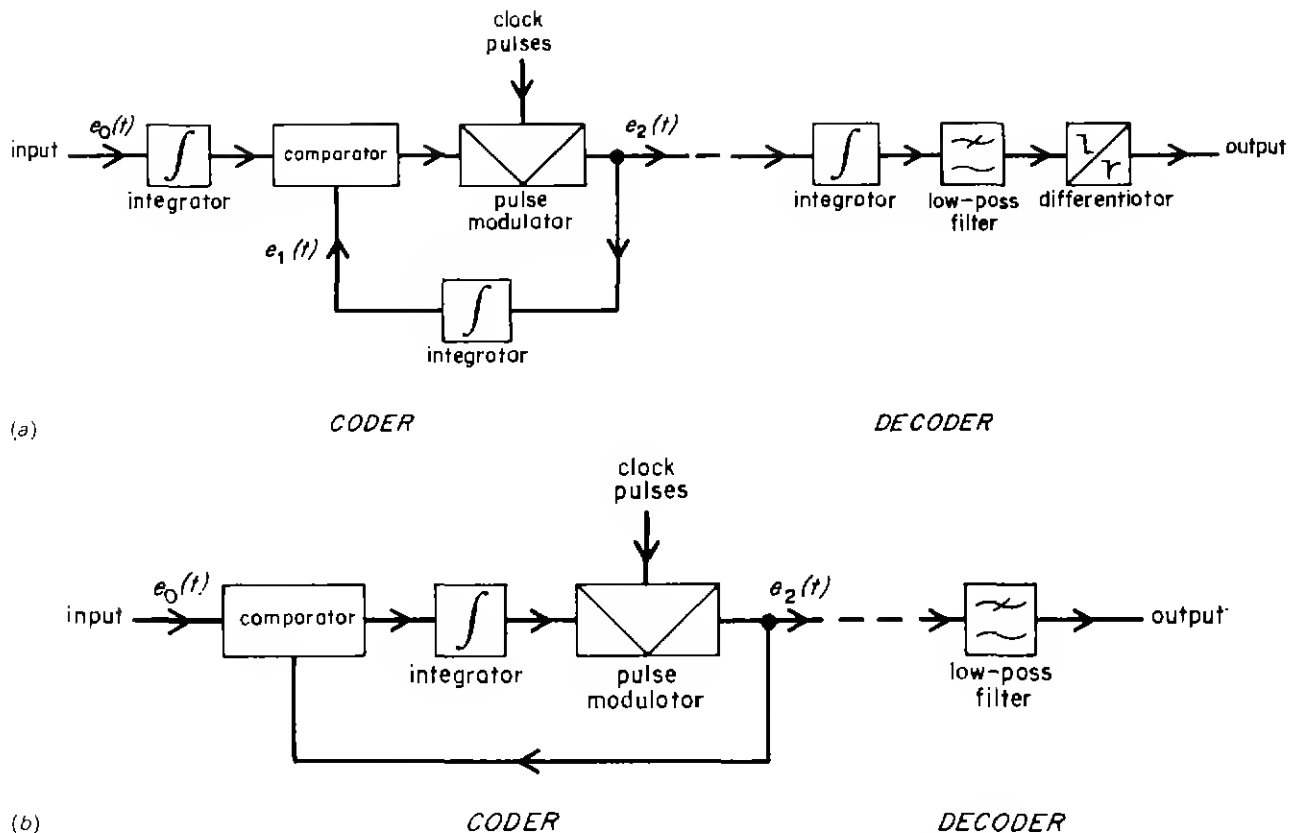 clock
pulses
e₀(t)
input
∫
integrator
comparator
pulse
modulator
e₂(t)
e₁(t)
∫
integrator
∫
integrator
low-pass
filter
differentiator
output
(a)
CODER
DECODER
clock
pulses
e₀(t)
input
comparator
∫
integrator
pulse
modulator
e₂(t)
low-pass
filter
output
(b)
CODER
DECODER